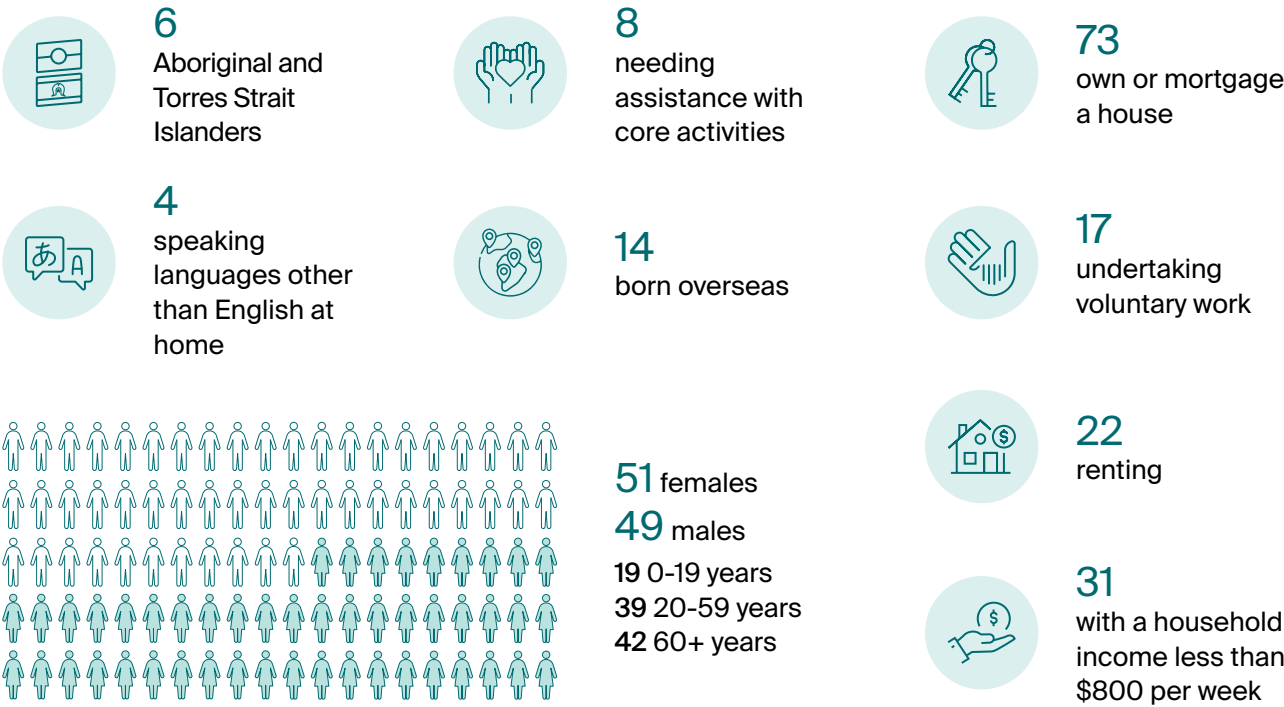 6
Aboriginal and
Torres Strait
Islanders
8
needing
assistance with
core activities
73
own or mortgage
a house
あ
A
4
speaking
languages other
than English at
home
14
born overseas
17
undertaking
voluntary work
51 females
49 males
19 0-19 years
39 20-59 years
42 60+ years
$
22
renting
$
31
with a household
income less than
$800 per week